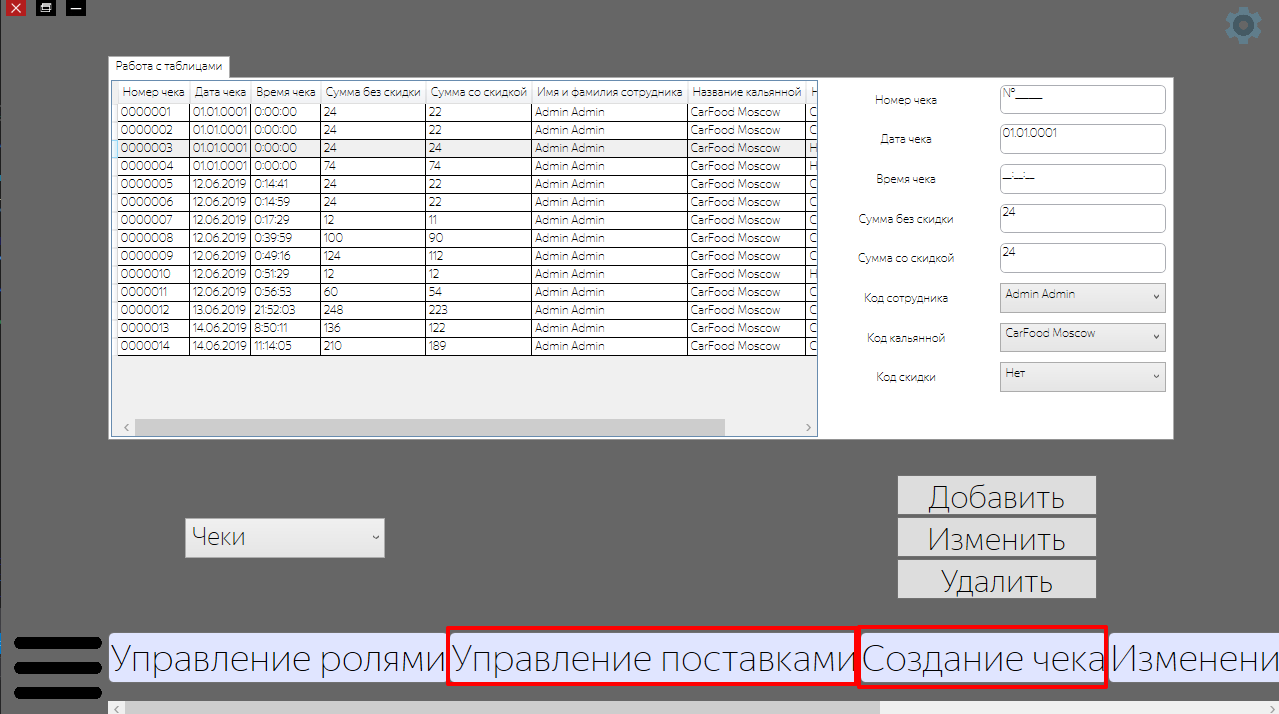 Работа с таблицами
Номер чека Дата чека Время чека Сумма без скидки Сумма со скидкой Имя и фамилия сотрудника Название кальянной
0000001 01.01.0001 0:00:00 24 22 Admin Admin CarFood Moscow
0000002 01.01.0001 0:00:00 24 22 Admin Admin CarFood Moscow
0000003 01.01.0001 0:00:00 24 24 Admin Admin CarFood Moscow
0000004 01.01.0001 0:00:00 74 74 Admin Admin CarFood Moscow
0000005 12.06.2019 0:14:41 24 22 Admin Admin CarFood Moscow
0000006 12.06.2019 0:14:59 24 22 Admin Admin CarFood Moscow
0000007 12.06.2019 0:17:29 12 11 Admin Admin CarFood Moscow
0000008 12.06.2019 0:39:59 100 90 Admin Admin CarFood Moscow
0000009 12.06.2019 0:49:16 124 112 Admin Admin CarFood Moscow
0000010 12.06.2019 0:51:29 12 12 Admin Admin CarFood Moscow
0000011 12.06.2019 0:56:53 60 54 Admin Admin CarFood Moscow
0000012 13.06.2019 21:52:03 248 223 Admin Admin CarFood Moscow
0000013 14.06.2019 8:50:11 136 122 Admin Admin CarFood Moscow
0000014 14.06.2019 11:14:05 210 189 Admin Admin CarFood Moscow
Номер чека №____
Дата чека 01.01.0001
Время чека __:__:__
Сумма без скидки 24
Сумма со скидкой 24
Код сотрудника Admin Admin
Код кальянной CarFood Moscow
Код скидки Нет
Чеки
Добавить
Изменить
Удалить
Управление ролями Управление поставками Создание чека Изменени